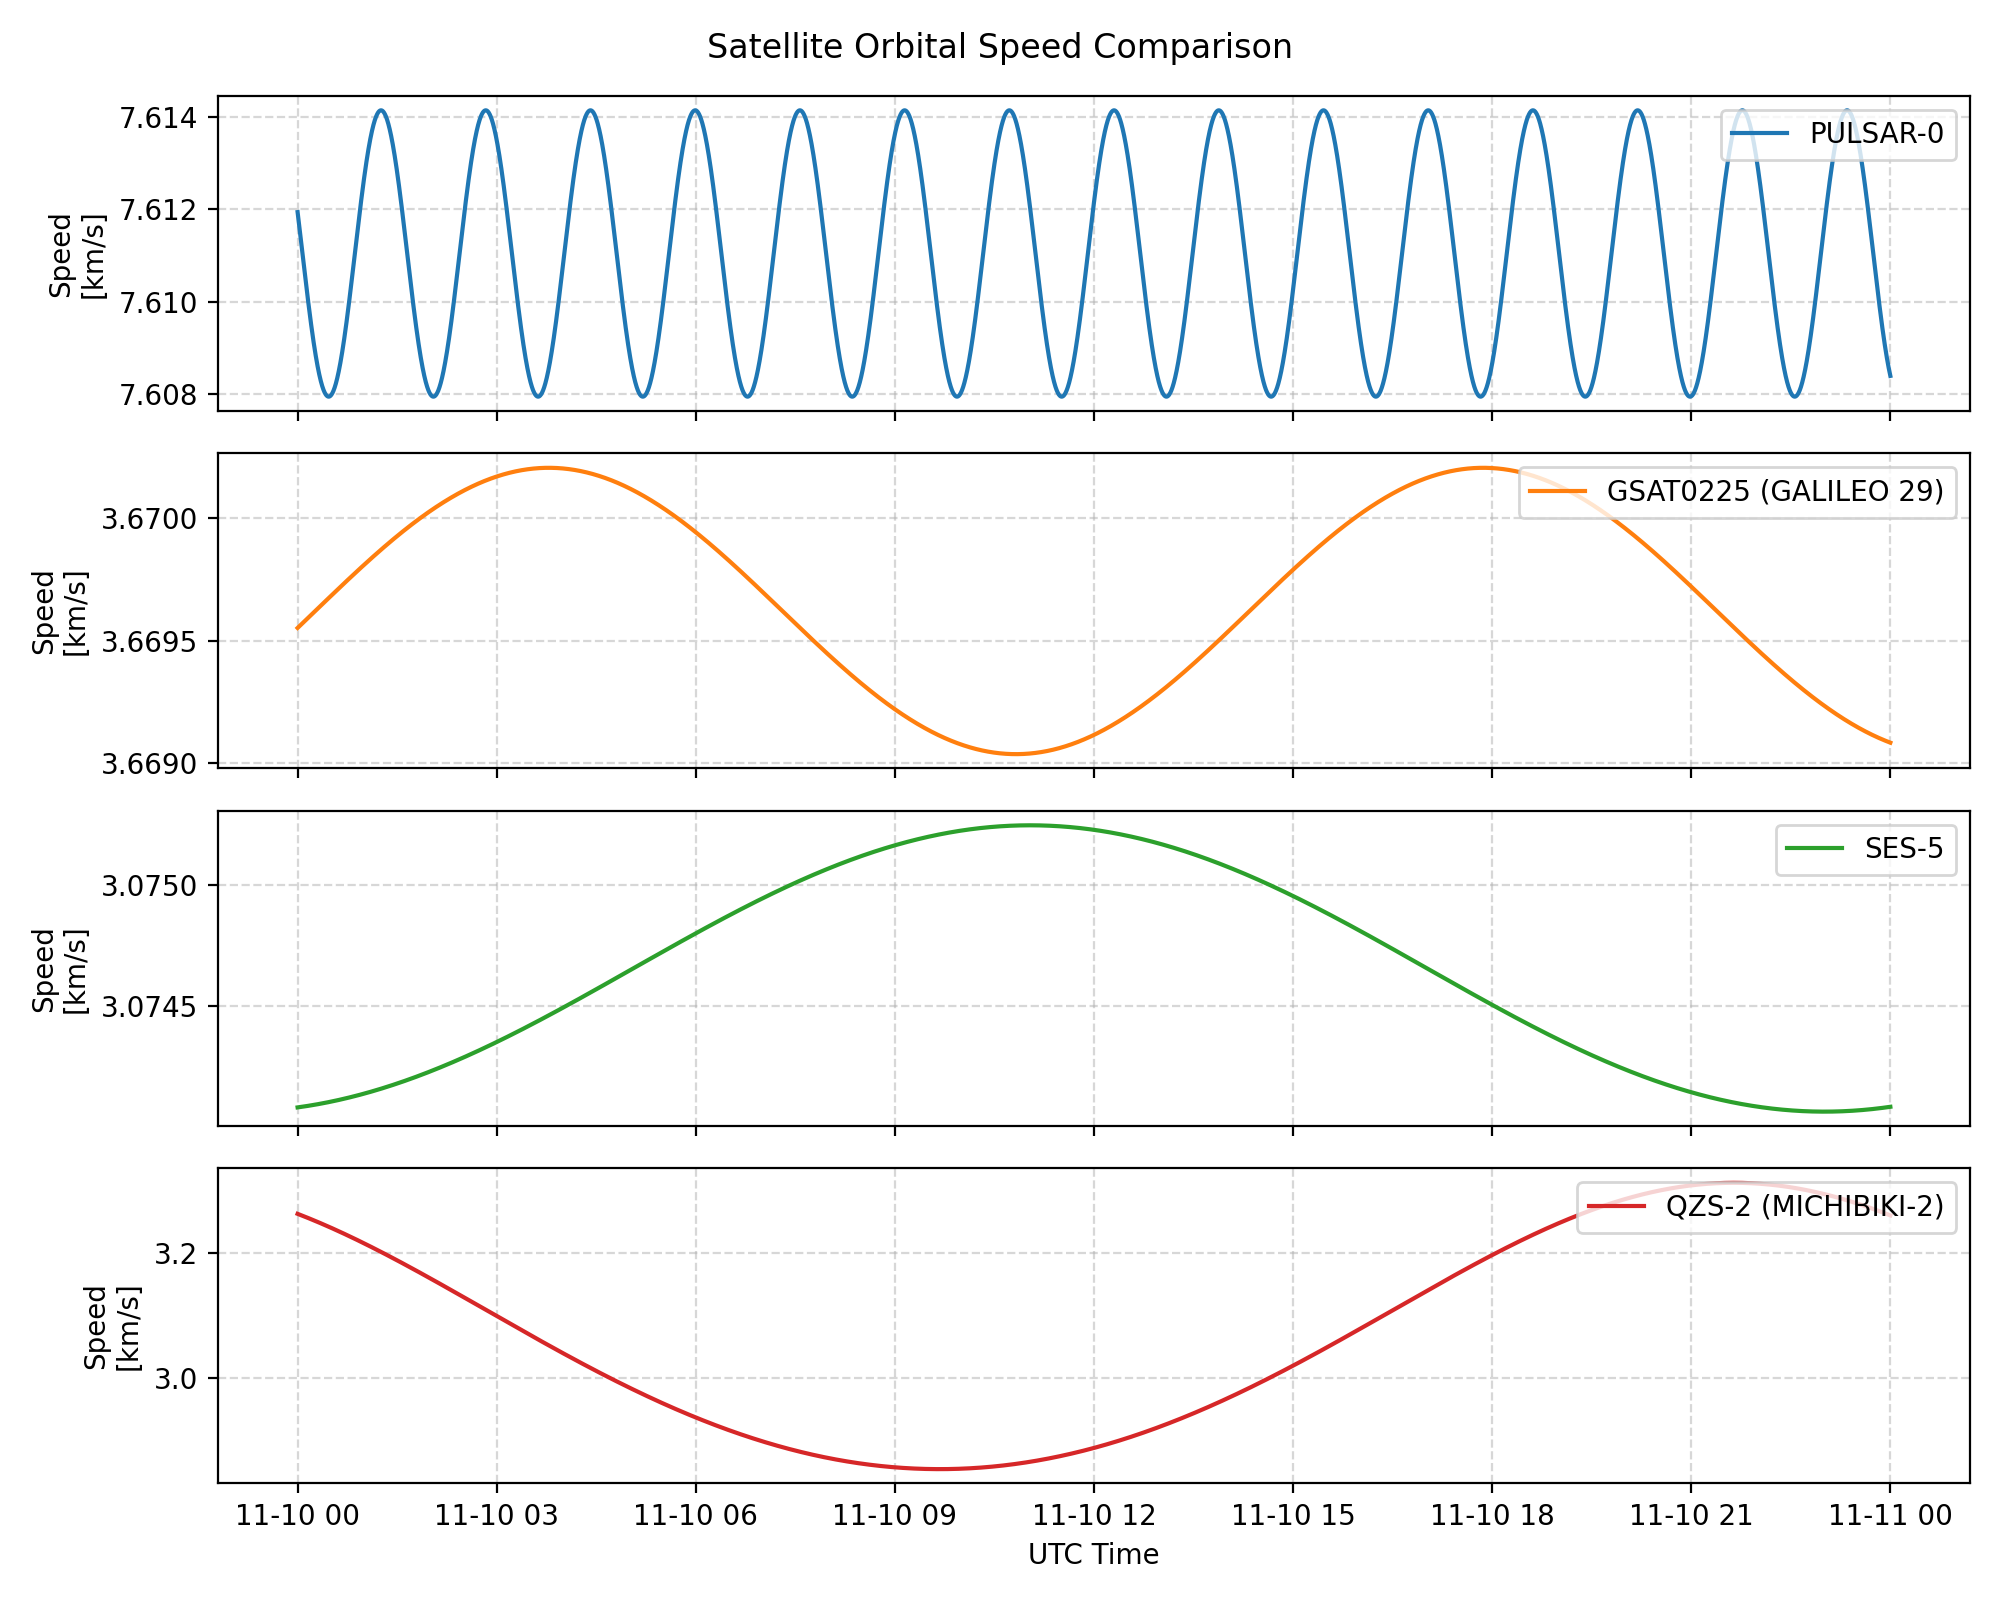 Satellite Orbital Speed Comparison
7.614
7.612
7.610
7.608
Speed
[km/s]
PULSAR-0
3.6700
3.6695
3.6690
Speed
[km/s]
GSAT0225 (GALILEO 29)
3.0750
3.0745
Speed
[km/s]
SES-5
3.2
3.0
Speed
[km/s]
QZS-2 (MICHIBIKI-2)
11-10 00 11-10 03 11-10 06 11-10 09 11-10 12 11-10 15 11-10 18 11-10 21 11-11 00
UTC Time